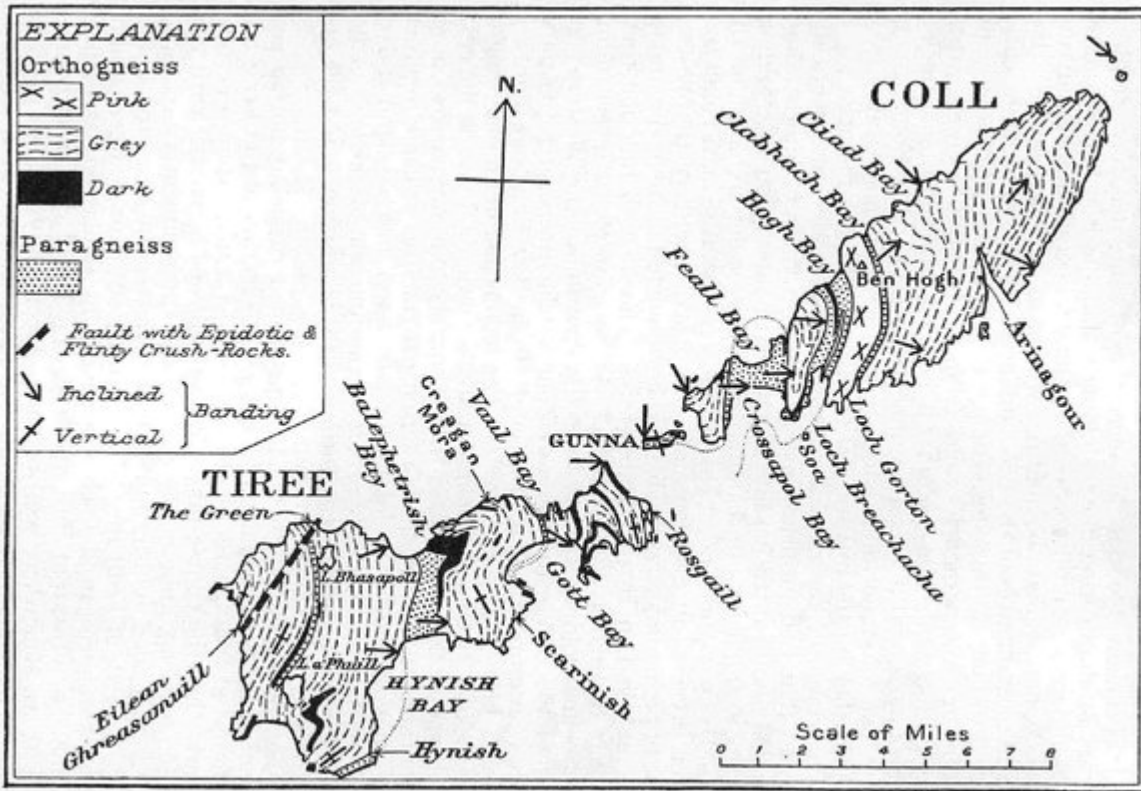 EXPLANATION
Orthogneiss
Pink
Grey
Dark
Paragneiss
Fault with Epidotic &
Flinty Crush-Rocks.
Inclined
Banding
Vertical
N.
COLL
Cliad Bay
Clabhach Bay
Hogh Bay
Feall Bay
Ben Hogh
Arinagour
GUNNA
Crossapol Bay
Soa
Loch Breachacha
Loch Gorton
TIREE
The Green
Balephetrish
Bay
Creagan
Mora
Vaul Bay
L. Bhasapoll
L. a'Phuill
Eilean
Ghreasamuill
HYNISH
BAY
Hynish
Scarinish
Gott Bay
Rosgaill
Scale of Miles
0 1 2 3 4 5 6 7 8